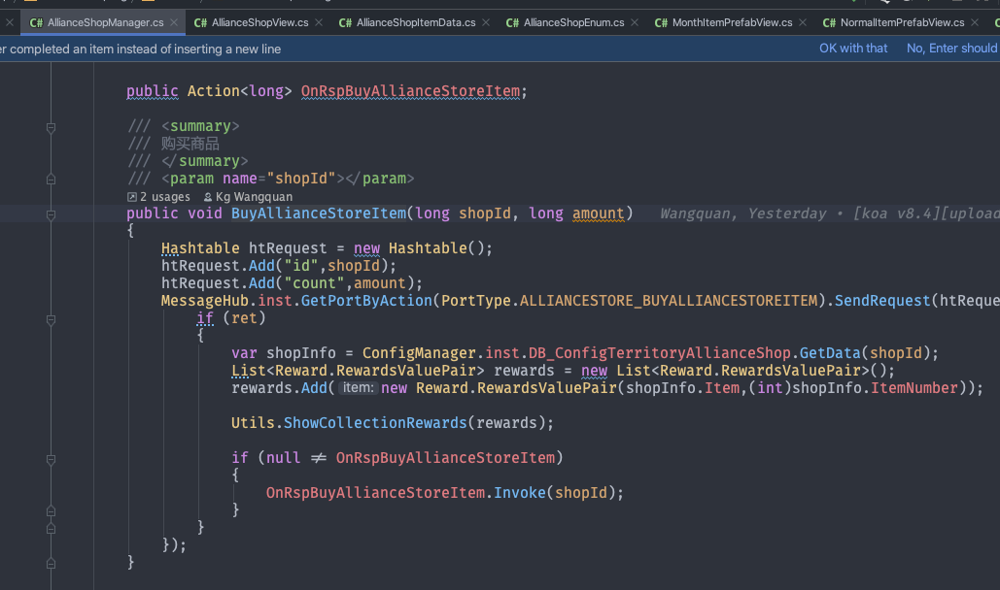 C# AllianceShopManager.cs × C# AllianceShopView.cs × C# AllianceShopItemData.cs × C# AllianceShopEnum.cs × C# MonthItemPrefabView.cs × C# NormalItemPrefabView.cs ×
er completed an item instead of inserting a new line OK with that No, Enter should
public Action<long> OnRspBuyAllianceStoreItem;
/// <summary>
/// 购买商品
/// </summary>
/// <param name="shopId"></param>
2 usages Kg Wangquan
public void BuyAllianceStoreItem(long shopId, long amount) Wangquan, Yesterday • [koa v8.4][upload
{
Hashtable htRequest = new Hashtable();
htRequest.Add("id",shopId);
htRequest.Add("count",amount);
MessageHub.inst.GetPortByAction(PortType.ALLIANCESTORE_BUYALLIANCESTOREITEM).SendRequest(htReque
if (ret)
{
var shopInfo = ConfigManager.inst.DB_ConfigTerritoryAllianceShop.GetData(shopId);
List<Reward.RewardsValuePair> rewards = new List<Reward.RewardsValuePair>();
rewards.Add( item: new Reward.RewardsValuePair(shopInfo.Item,(int)shopInfo.ItemNumber));
Utils.ShowCollectionRewards(rewards);
if (null ≠ OnRspBuyAllianceStoreItem)
{
OnRspBuyAllianceStoreItem.Invoke(shopId);
}
}
});
}